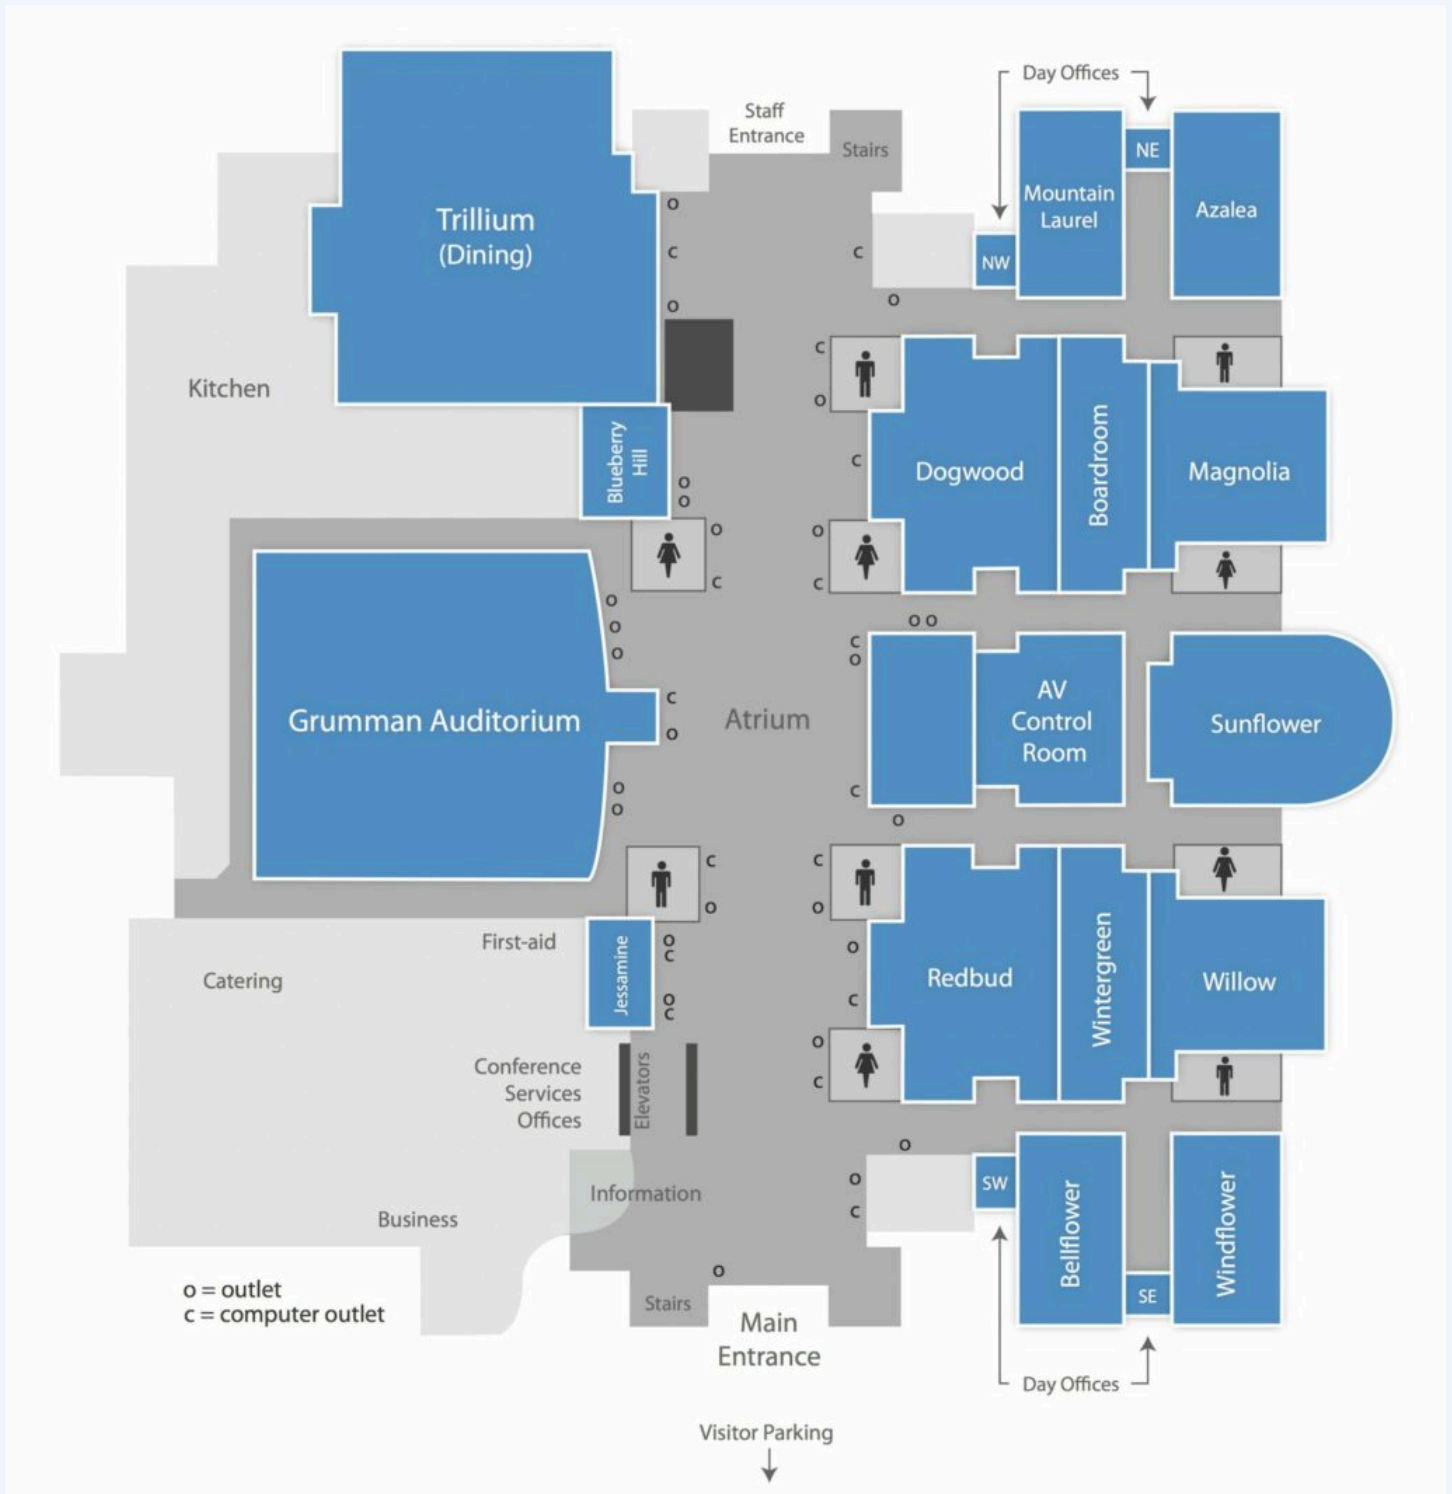 Day Offices
Staff
Entrance
Stairs
NE
Mountain
Laurel
Azalea
Trillium
(Dining)
NW
o
c
c
o
o
Kitchen
c
o
Blueberry
Hill
c
Dogwood
Boardroom
Magnolia
o
o
o
o
c
c
o
o
o
o o
c
o
Grumman Auditorium
c
o
Atrium
AV
Control
Room
Sunflower
o
o
c
o
c
c
o
o
First-aid
Catering
Jessamine
o
c
o
c
o
c
Redbud
Wintergreen
Willow
Conference
Services
Offices
Elevators
o
c
o
Information
Business
o
c
SW
Bellflower
Windflower
SE
o = outlet
c = computer outlet
o
Stairs
Main
Entrance
Day Offices
Visitor Parking